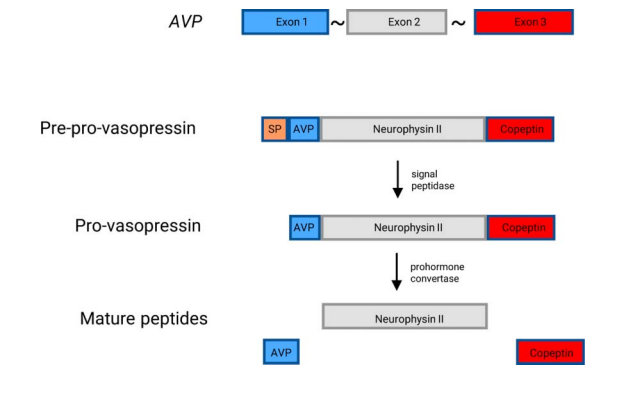 AVP Exon 1 ~ Exon 2 ~ Exon 3
Pre-pro-vasopressin SP AVP Neurophysin II Copeptin
signal
peptidase
Pro-vasopressin AVP Neurophysin II Copeptin
prohormone
convertase
Mature peptides Neurophysin II
AVP Copeptin